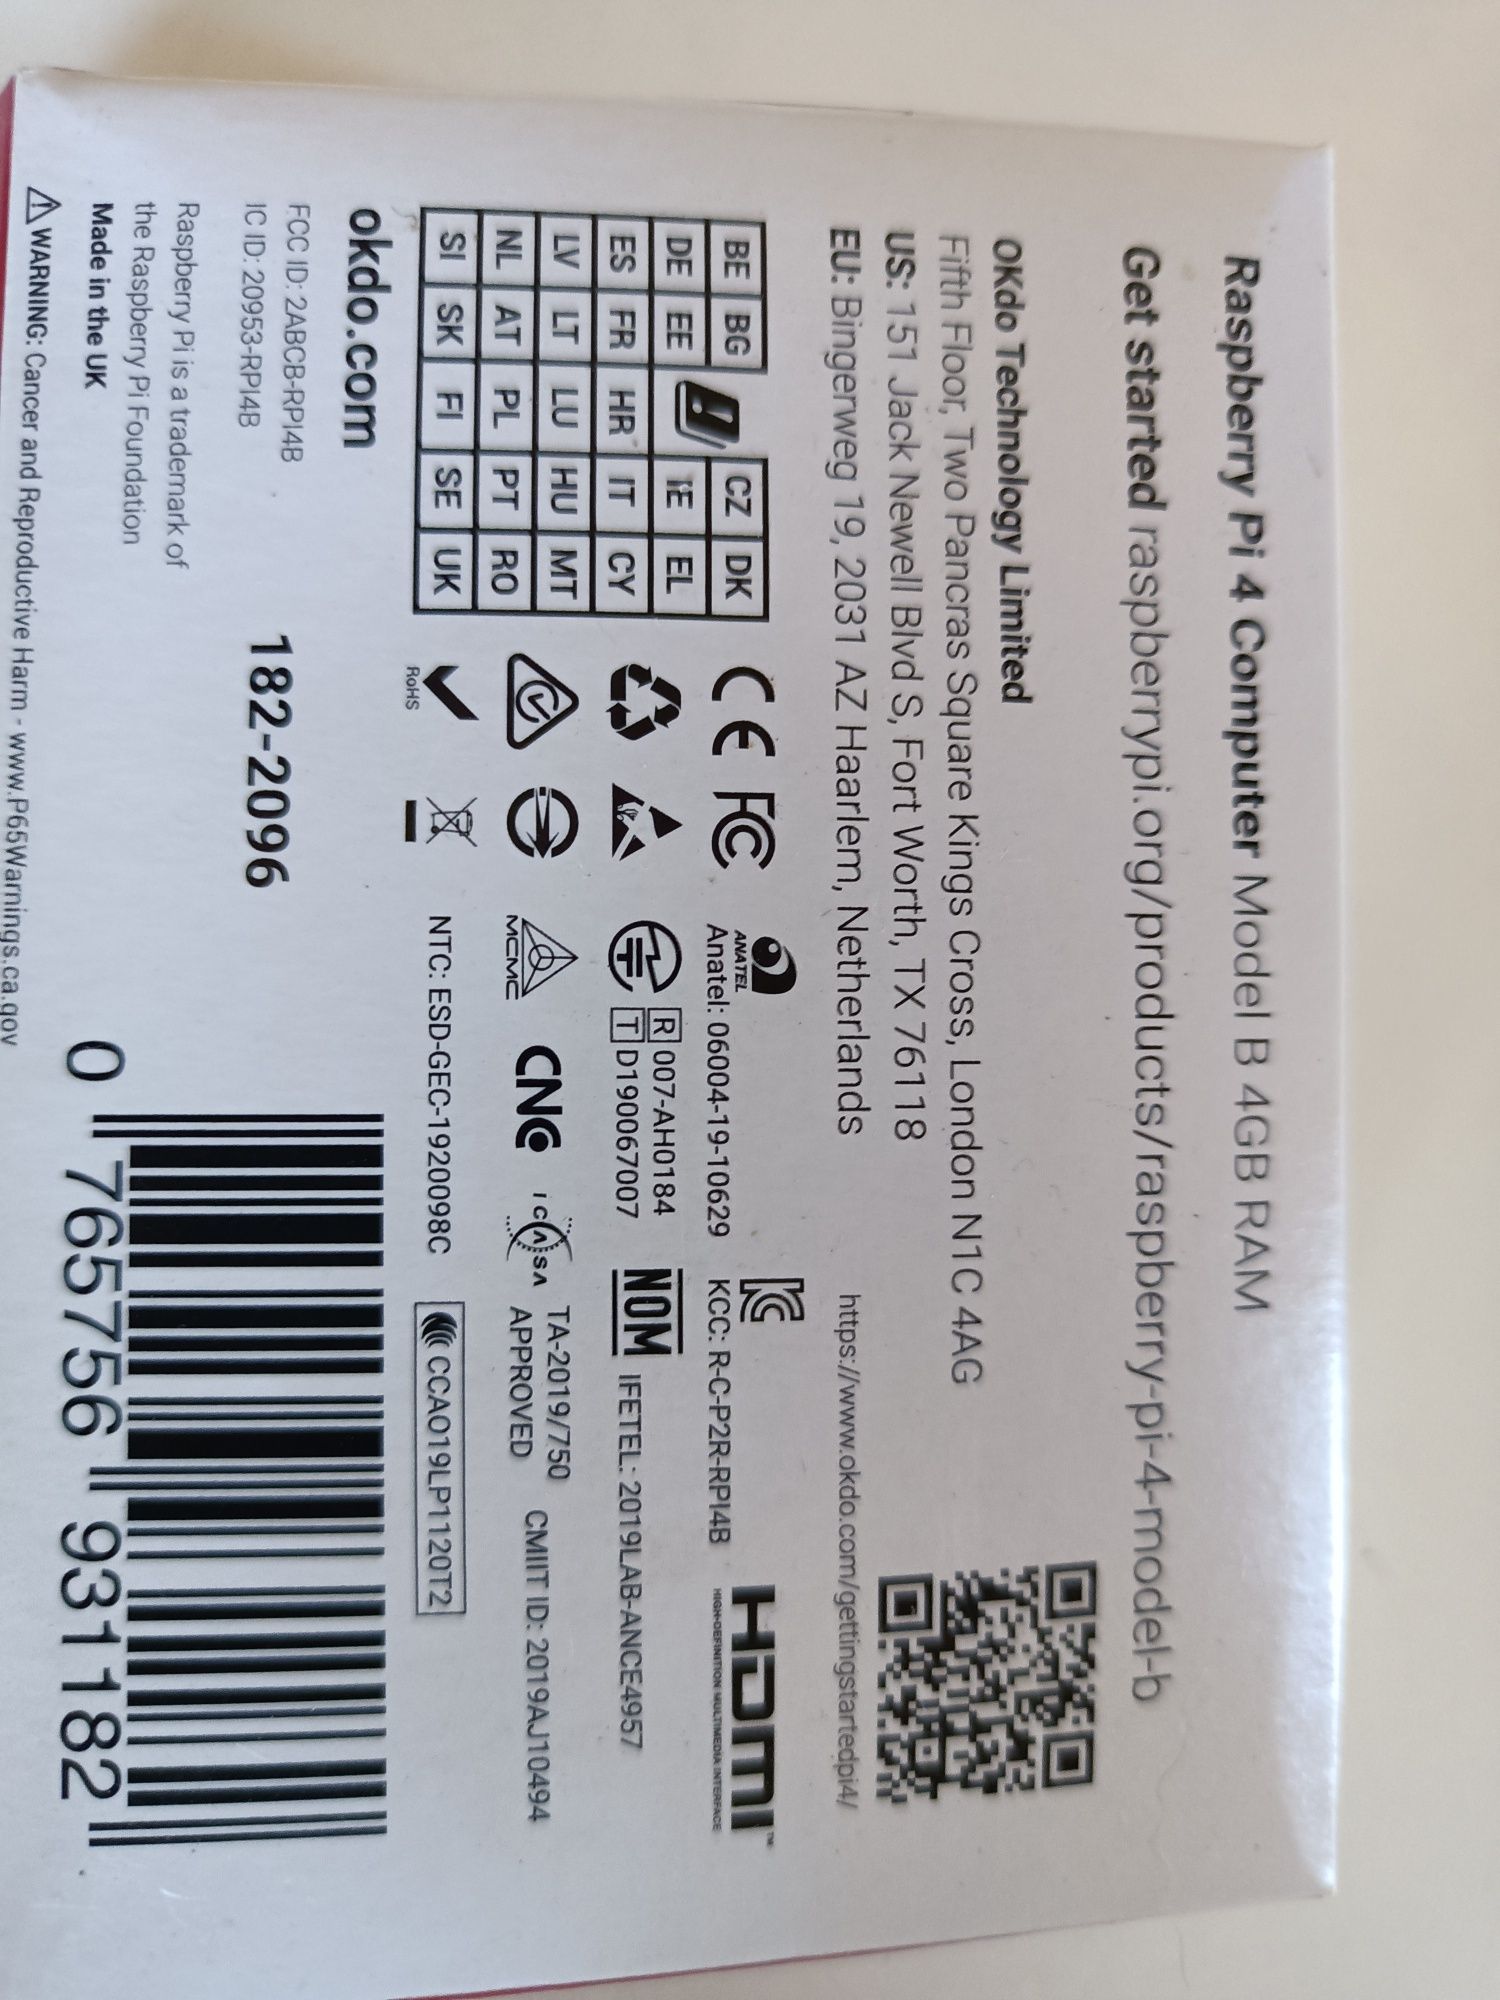 Raspberry Pi 4 Computer Model B 4GB RAM
Get started raspberrypi.org/products/raspberry-pi-4-model-b
OKdo Technology Limited
Fifth Floor, Two Pancras Square Kings Cross, London N1C 4AG
US: 151 Jack Newell Blvd S, Fort Worth, TX 76118
EU: Bingerweg 19, 2031 AZ Haarlem, Netherlands
https://www.okdo.com/gettingstartedpi4/
BE BG CZ DK
DE EE IE EL
ES FR HR IT CY
LV LT LU HU MT
NL AT PL PT RO
SI SK FI SE UK
CE FC
ANATEL
Anatel: 06004-19-10629
KCC: R-C-P2R-RPI4B
HDMI™
HIGH-DEFINITION MULTIMEDIA INTERFACE
R 007-AH0184
T D190067007
NOM
IFETEL: 2019LAB-ANCE4957
MCMC
CNC
ICASA
TA-2019/750
APPROVED
CMIIT ID: 2019AJ10494
RoHS
NTC: ESD-GEC-1920098C
CCAO19LP1120T2
okdo.com
FCC ID: 2ABCB-RPI4B
IC ID: 20953-RPI4B
182-2096
Raspberry Pi is a trademark of
the Raspberry Pi Foundation
Made in the UK
0 765756 931182
WARNING: Cancer and Reproductive Harm - www.P65Warnings.ca.gov